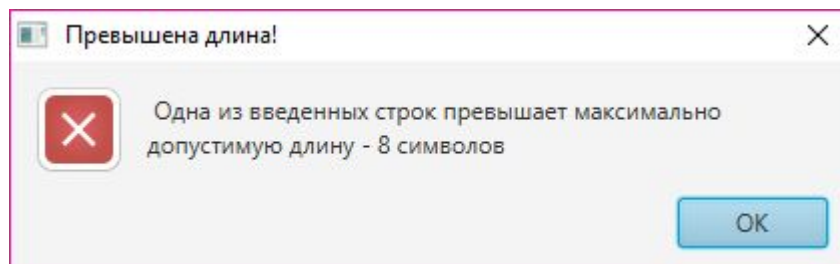 Превышена длина!
Одна из введенных строк превышает максимально
допустимую длину - 8 символов
OK